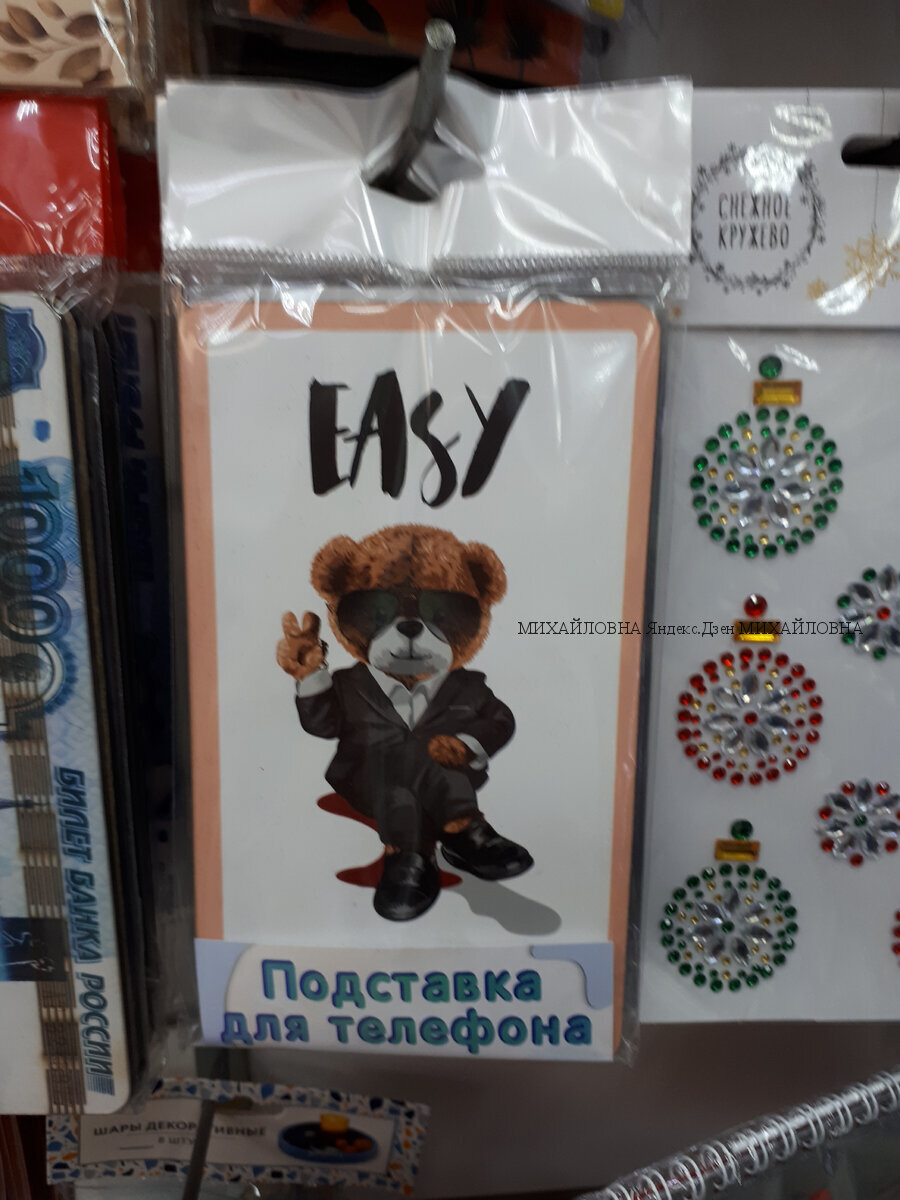 EASY
Подставка
для телефона
СНЕЖНОЕ
КРУЖЕВО
МИХАЙЛОВНА Яндекс.Дзен МИХАЙЛОВНА
1000
БИЛЕТ БАНКА РОССИИ
ШАРЫ ДЕКОРАТИВНЫЕ